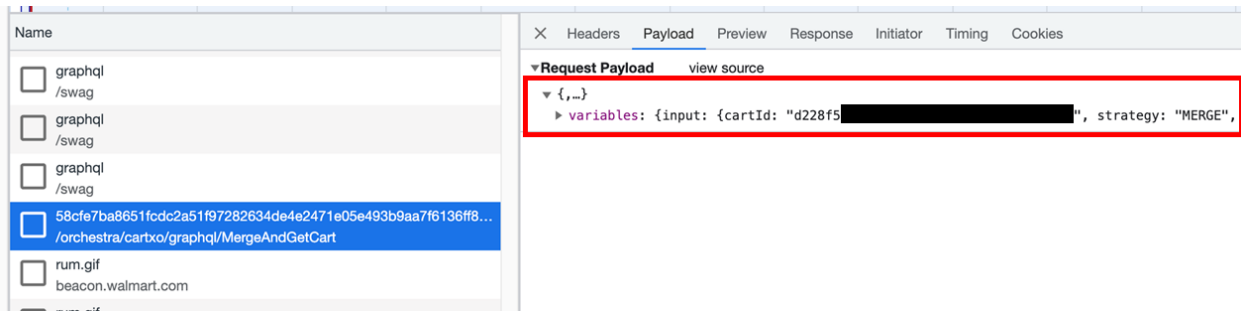 Name
Headers Payload Preview Response Initiator Timing Cookies
Request Payload view source
{,…}
variables: {input: {cartId: "d228f5 ", strategy: "MERGE",
graphql
/swag
graphql
/swag
graphql
/swag
58cfe7ba8651fcdc2a51f97282634de4e2471e05e493b9aa7f6136ff8...
/orchestra/cartxo/graphql/MergeAndGetCart
rum.gif
beacon.walmart.com